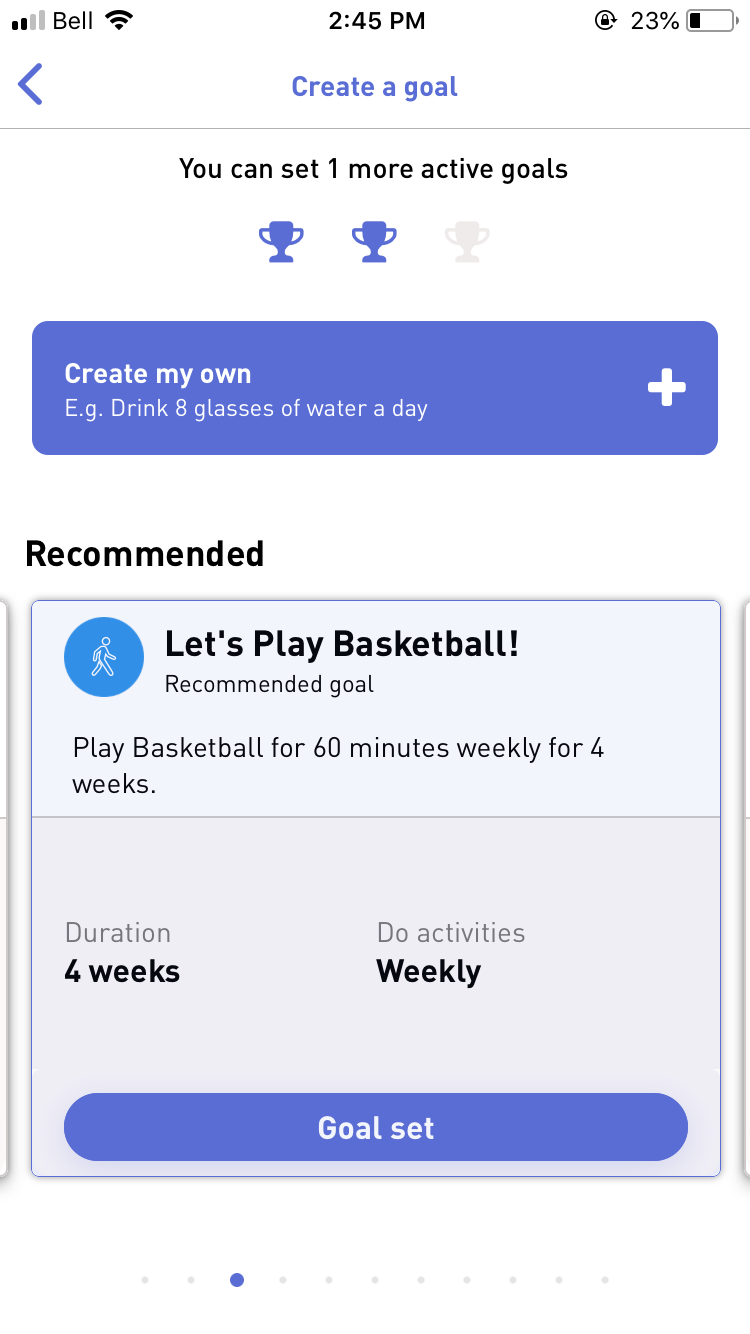 Bell 2:45 PM 23%
Create a goal
You can set 1 more active goals
Create my own
E.g. Drink 8 glasses of water a day
Recommended
Let's Play Basketball!
Recommended goal
Play Basketball for 60 minutes weekly for 4
weeks.
Duration Do activities
4 weeks Weekly
Goal set